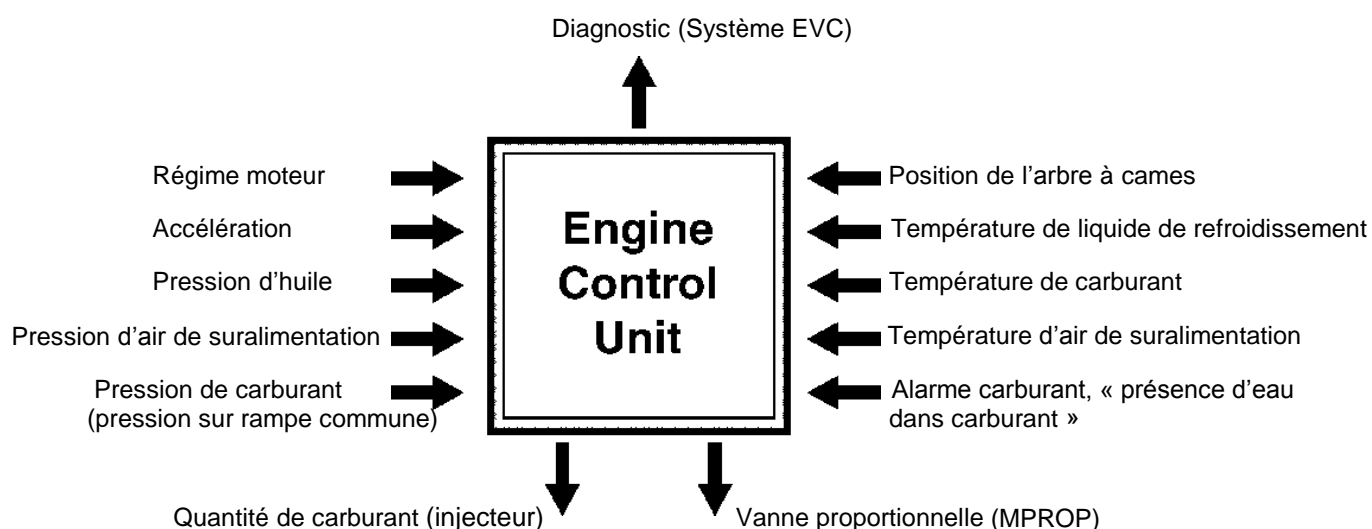 Diagnostic (Système EVC)
Régime moteur
Accélération
Pression d’huile
Pression d’air de suralimentation
Pression de carburant
(pression sur rampe commune)
Engine
Control
Unit
Position de l’arbre à cames
Température de liquide de refroidissement
Température de carburant
Température d’air de suralimentation
Alarme carburant, « présence d’eau
dans carburant »
Quantité de carburant (injecteur)
Vanne proportionnelle (MPROP)